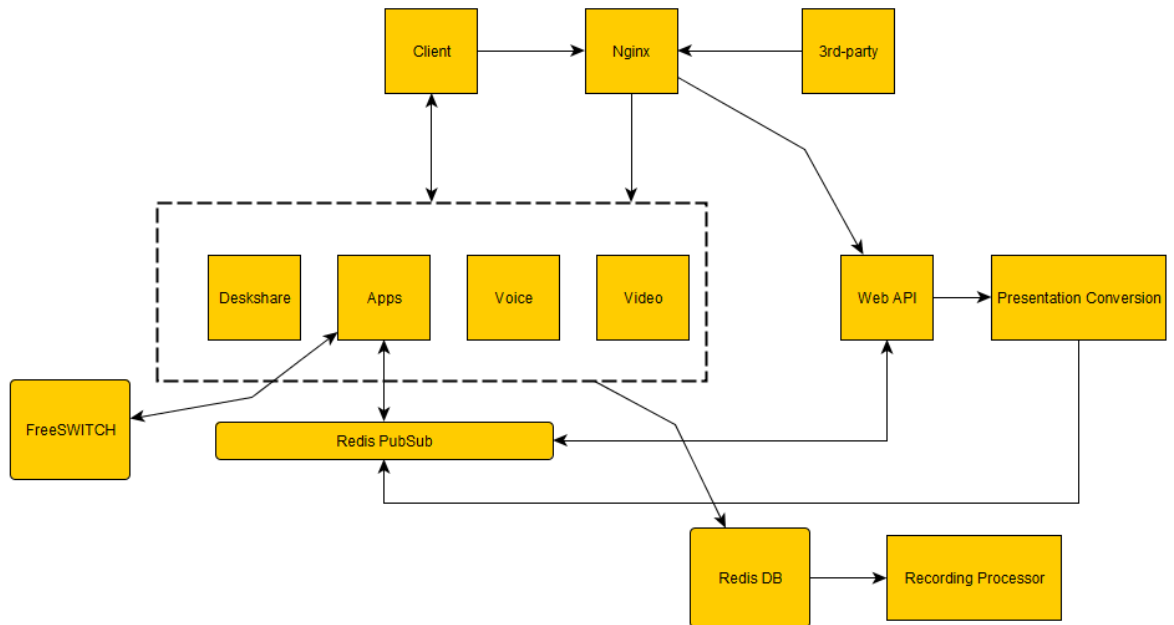 Client
Nginx
3rd-party
Deskshare
Apps
Voice
Video
Web API
Presentation Conversion
FreeSWITCH
Redis PubSub
Redis DB
Recording Processor